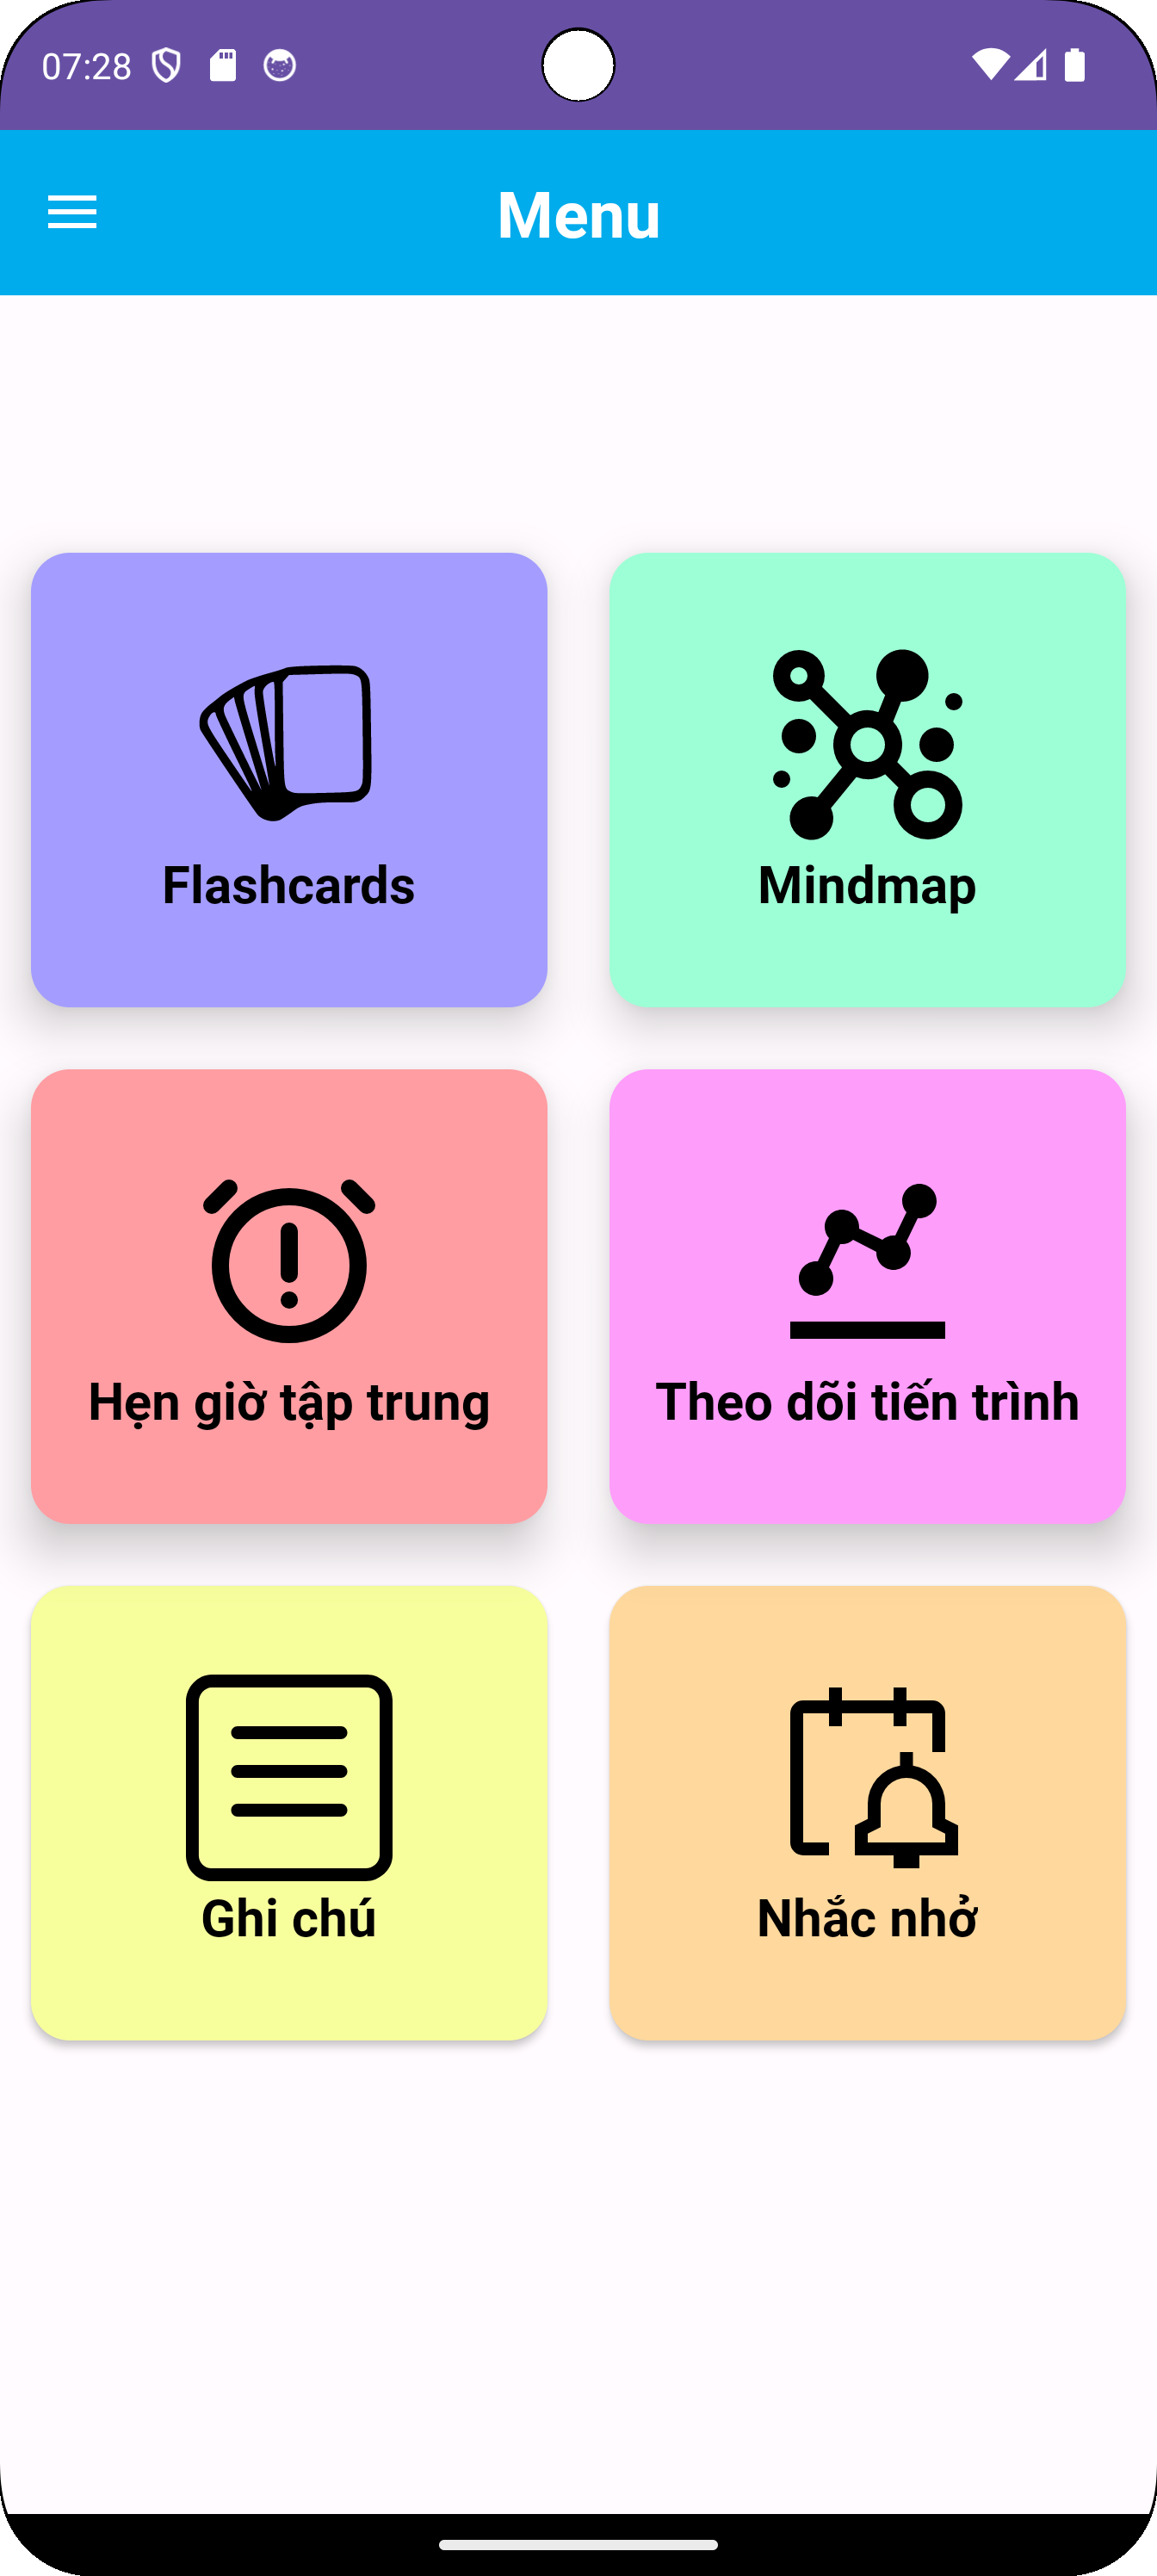 07:28
Menu
Flashcards
Mindmap
Hẹn giờ tập trung
Theo dõi tiến trình
Ghi chú
Nhắc nhở